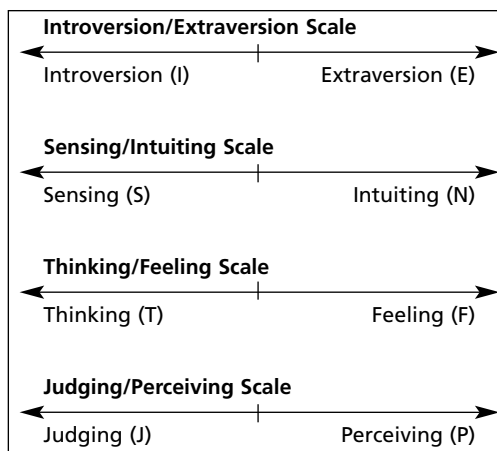 Introversion/Extraversion Scale
Introversion (I) Extraversion (E)
Sensing/Intuiting Scale
Sensing (S) Intuiting (N)
Thinking/Feeling Scale
Thinking (T) Feeling (F)
Judging/Perceiving Scale
Judging (J) Perceiving (P)